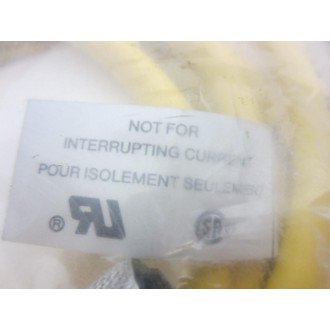 NOT FOR
INTERRUPTING CURRENT
POUR ISOLEMENT SEULEMENT